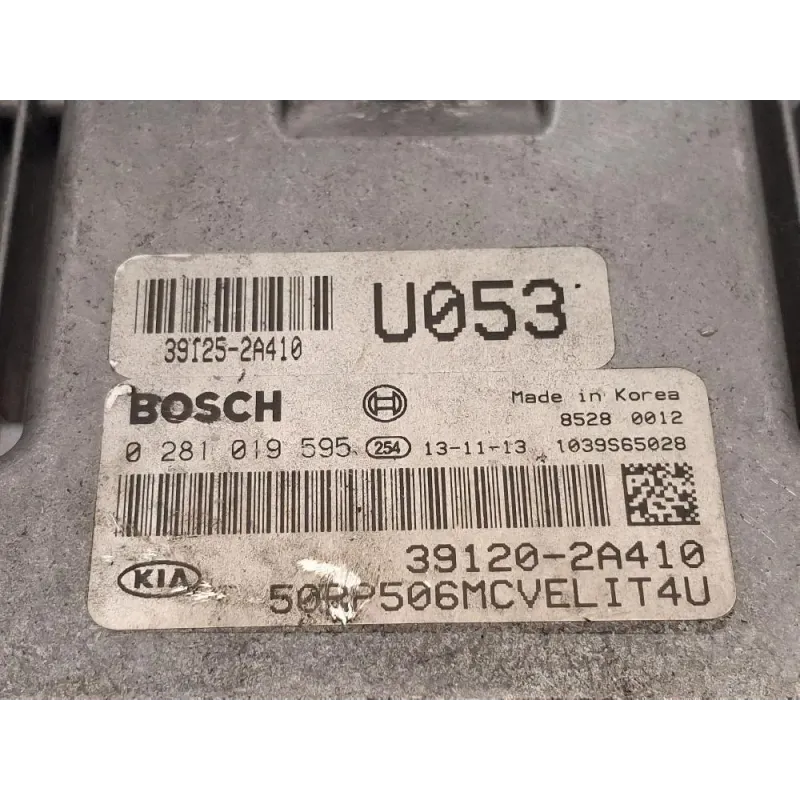 U053
39125-2A410
BOSCH
Made in Korea
8528 0012
0 281 019 595 254 13-11-13 1039S65028
39120-2A410
KIA
50RP506MCVELIT4U